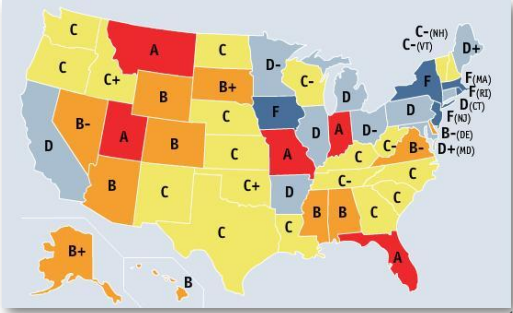 C-(NH)
C-(VT)
C
A
C
D-
D+
C
C+
B+
C-
D
F
F(MA)
F(RI)
D(CT)
B
C
F
D
F(NJ)
B-
A
B
D
A
D-
C-
B-
B-(DE)
D+(MD)
D
C
A
C
B
C
C+
D
C-
C
C
C
C
B
B
C
B+
B
A